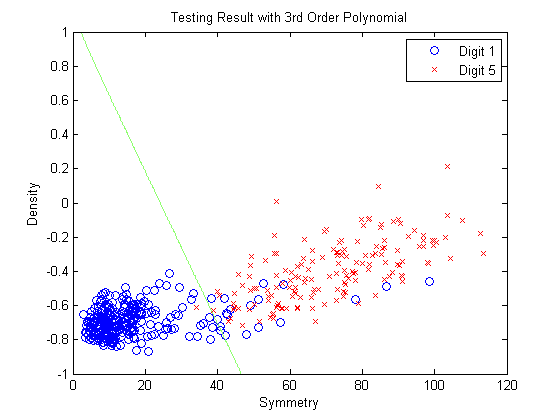 Testing Result with 3rd Order Polynomial
1
0.8
0.6
0.4
0.2
0
-0.2
-0.4
-0.6
-0.8
-1
Density
Digit 1
Digit 5
0 20 40 60 80 100 120
Symmetry